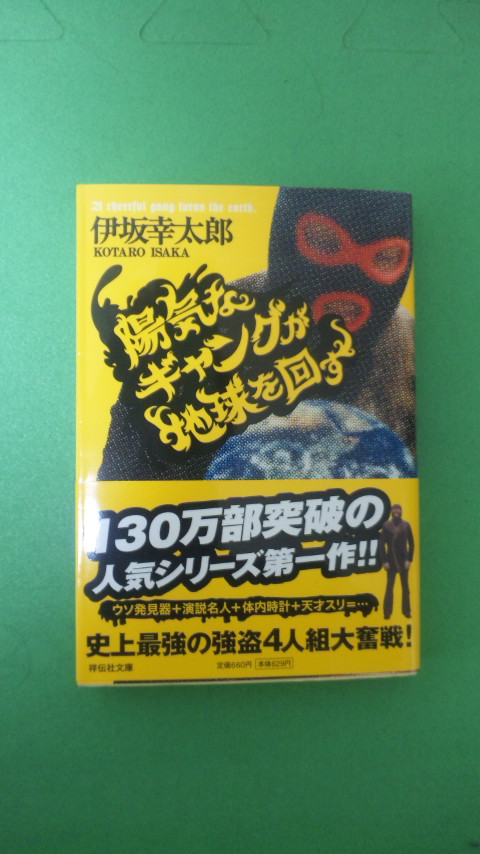 A cheerful gang turns the earth.
伊坂幸太郎
KOTARO ISAKA
陽気な
ギャングが
地球を回す
130万部突破の
人気シリーズ第一作!!
ウソ発見器+演説名人+体内時計+天才スリ=…
史上最強の強盗4人組大奮戦!
祥伝社文庫 定価660円 本体629円